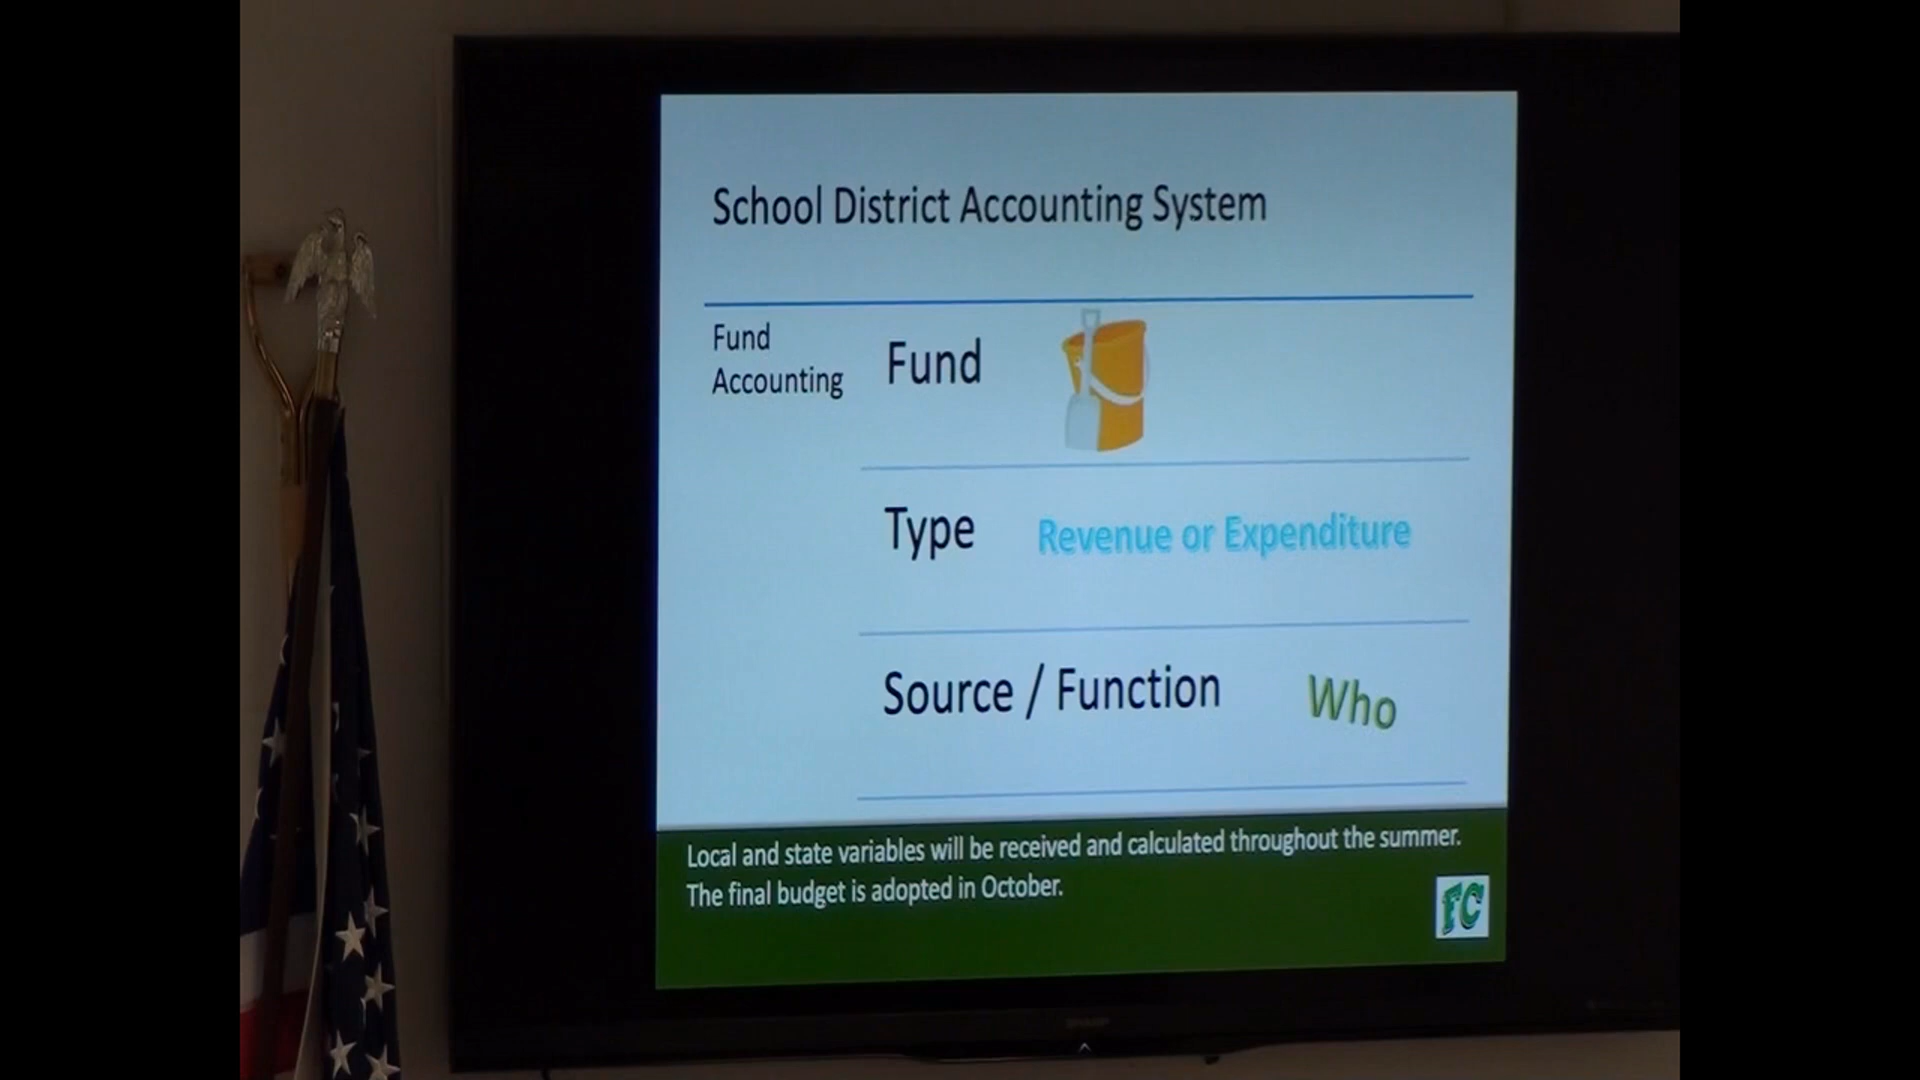 School District Accounting System
Fund
Accounting
Fund
Type
Revenue or Expenditure
Source / Function
Who
Local and state variables will be received and calculated throughout the summer.
The final budget is adopted in October.
FC